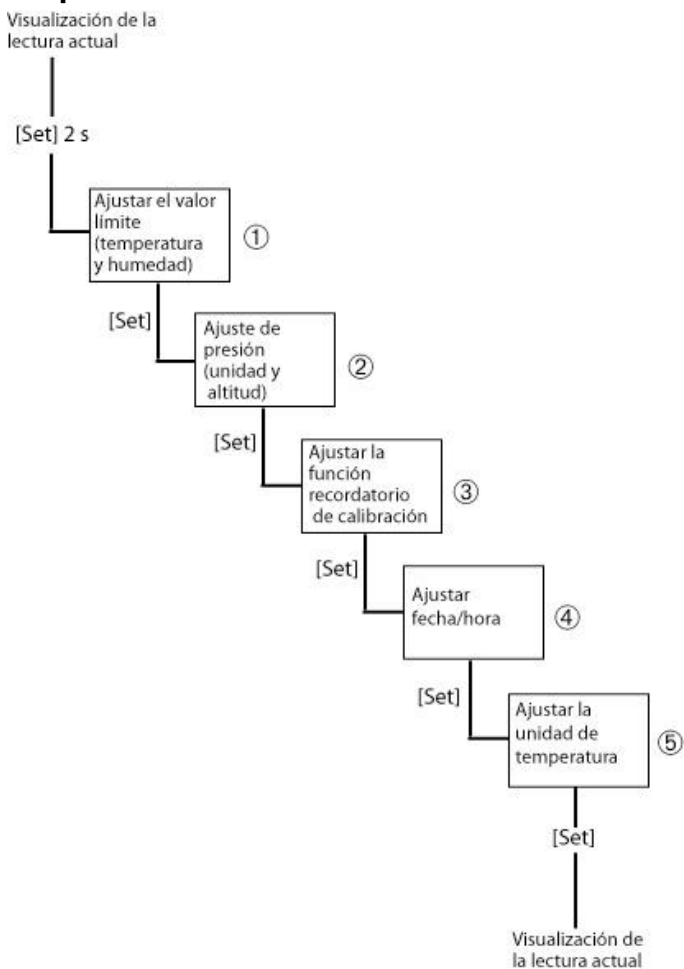 Visualización de la
lectura actual
[Set] 2 s
Ajustar el valor
límite
(temperatura
y humedad)
①
[Set]
Ajuste de
presión
(unidad y
altitud)
②
[Set]
Ajustar la
función
recordatorio
de calibración
③
[Set]
Ajustar
fecha/hora
④
[Set]
Ajustar la
unidad de
temperatura
⑤
[Set]
Visualización de
la lectura actual